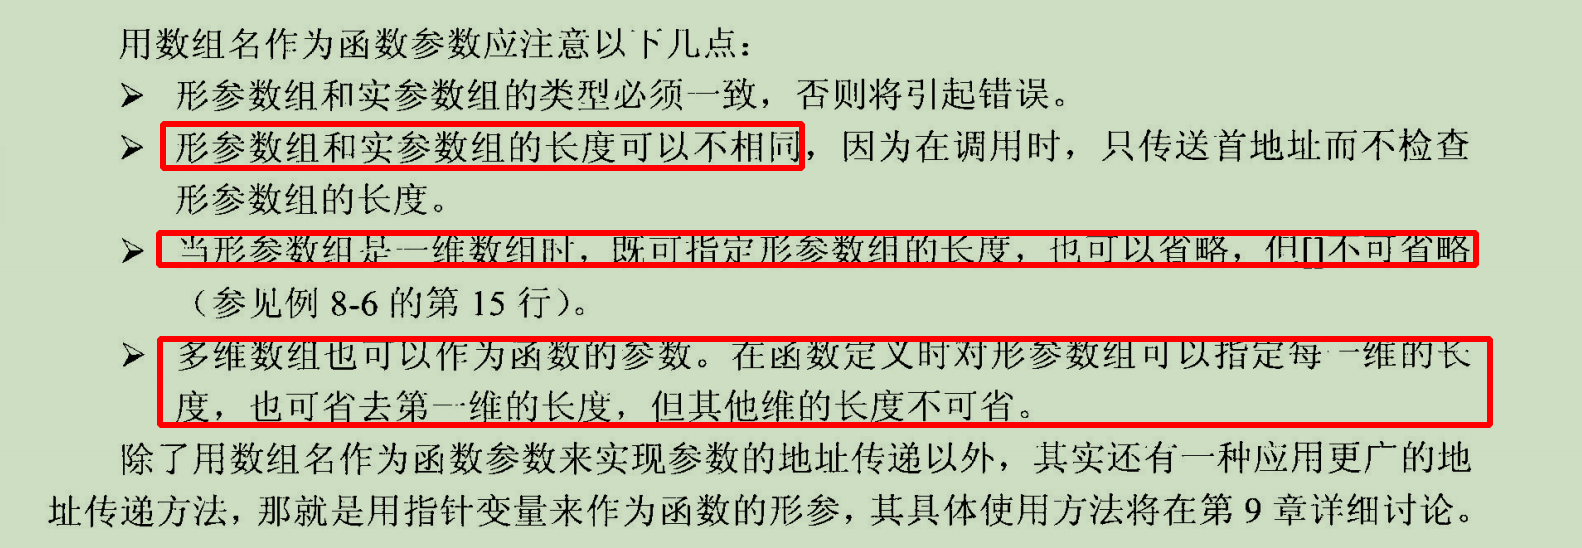 用数组名作为函数参数应注意以下几点：
➢ 形参数组和实参数组的类型必须一致，否则将引起错误。
➢ 形参数组和实参数组的长度可以不相同，因为在调用时，只传送首地址而不检查
形参数组的长度。
➢ 当形参数组是一维数组时，既可指定形参数组的长度，也可以省略，但[]不可省略
（参见例 8-6 的第 15 行）。
➢ 多维数组也可以作为函数的参数。在函数定义时对形参数组可以指定每一维的长
度，也可省去第一维的长度，但其他维的长度不可省。
除了用数组名作为函数参数来实现参数的地址传递以外，其实还有一种应用更广的地
址传递方法，那就是用指针变量来作为函数的形参，其具体使用方法将在第 9 章详细讨论。